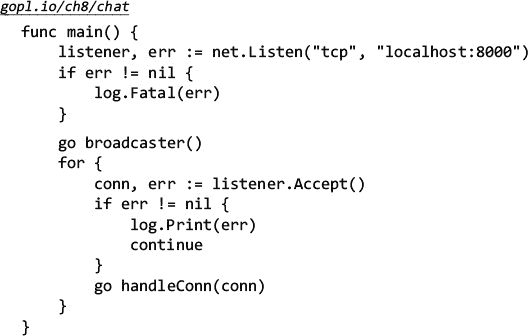 gopl.io/ch8/chat
func main() {
    listener, err := net.Listen("tcp", "localhost:8000")
    if err != nil {
        log.Fatal(err)
    }
    go broadcaster()
    for {
        conn, err := listener.Accept()
        if err != nil {
            log.Print(err)
            continue
        }
        go handleConn(conn)
    }
}